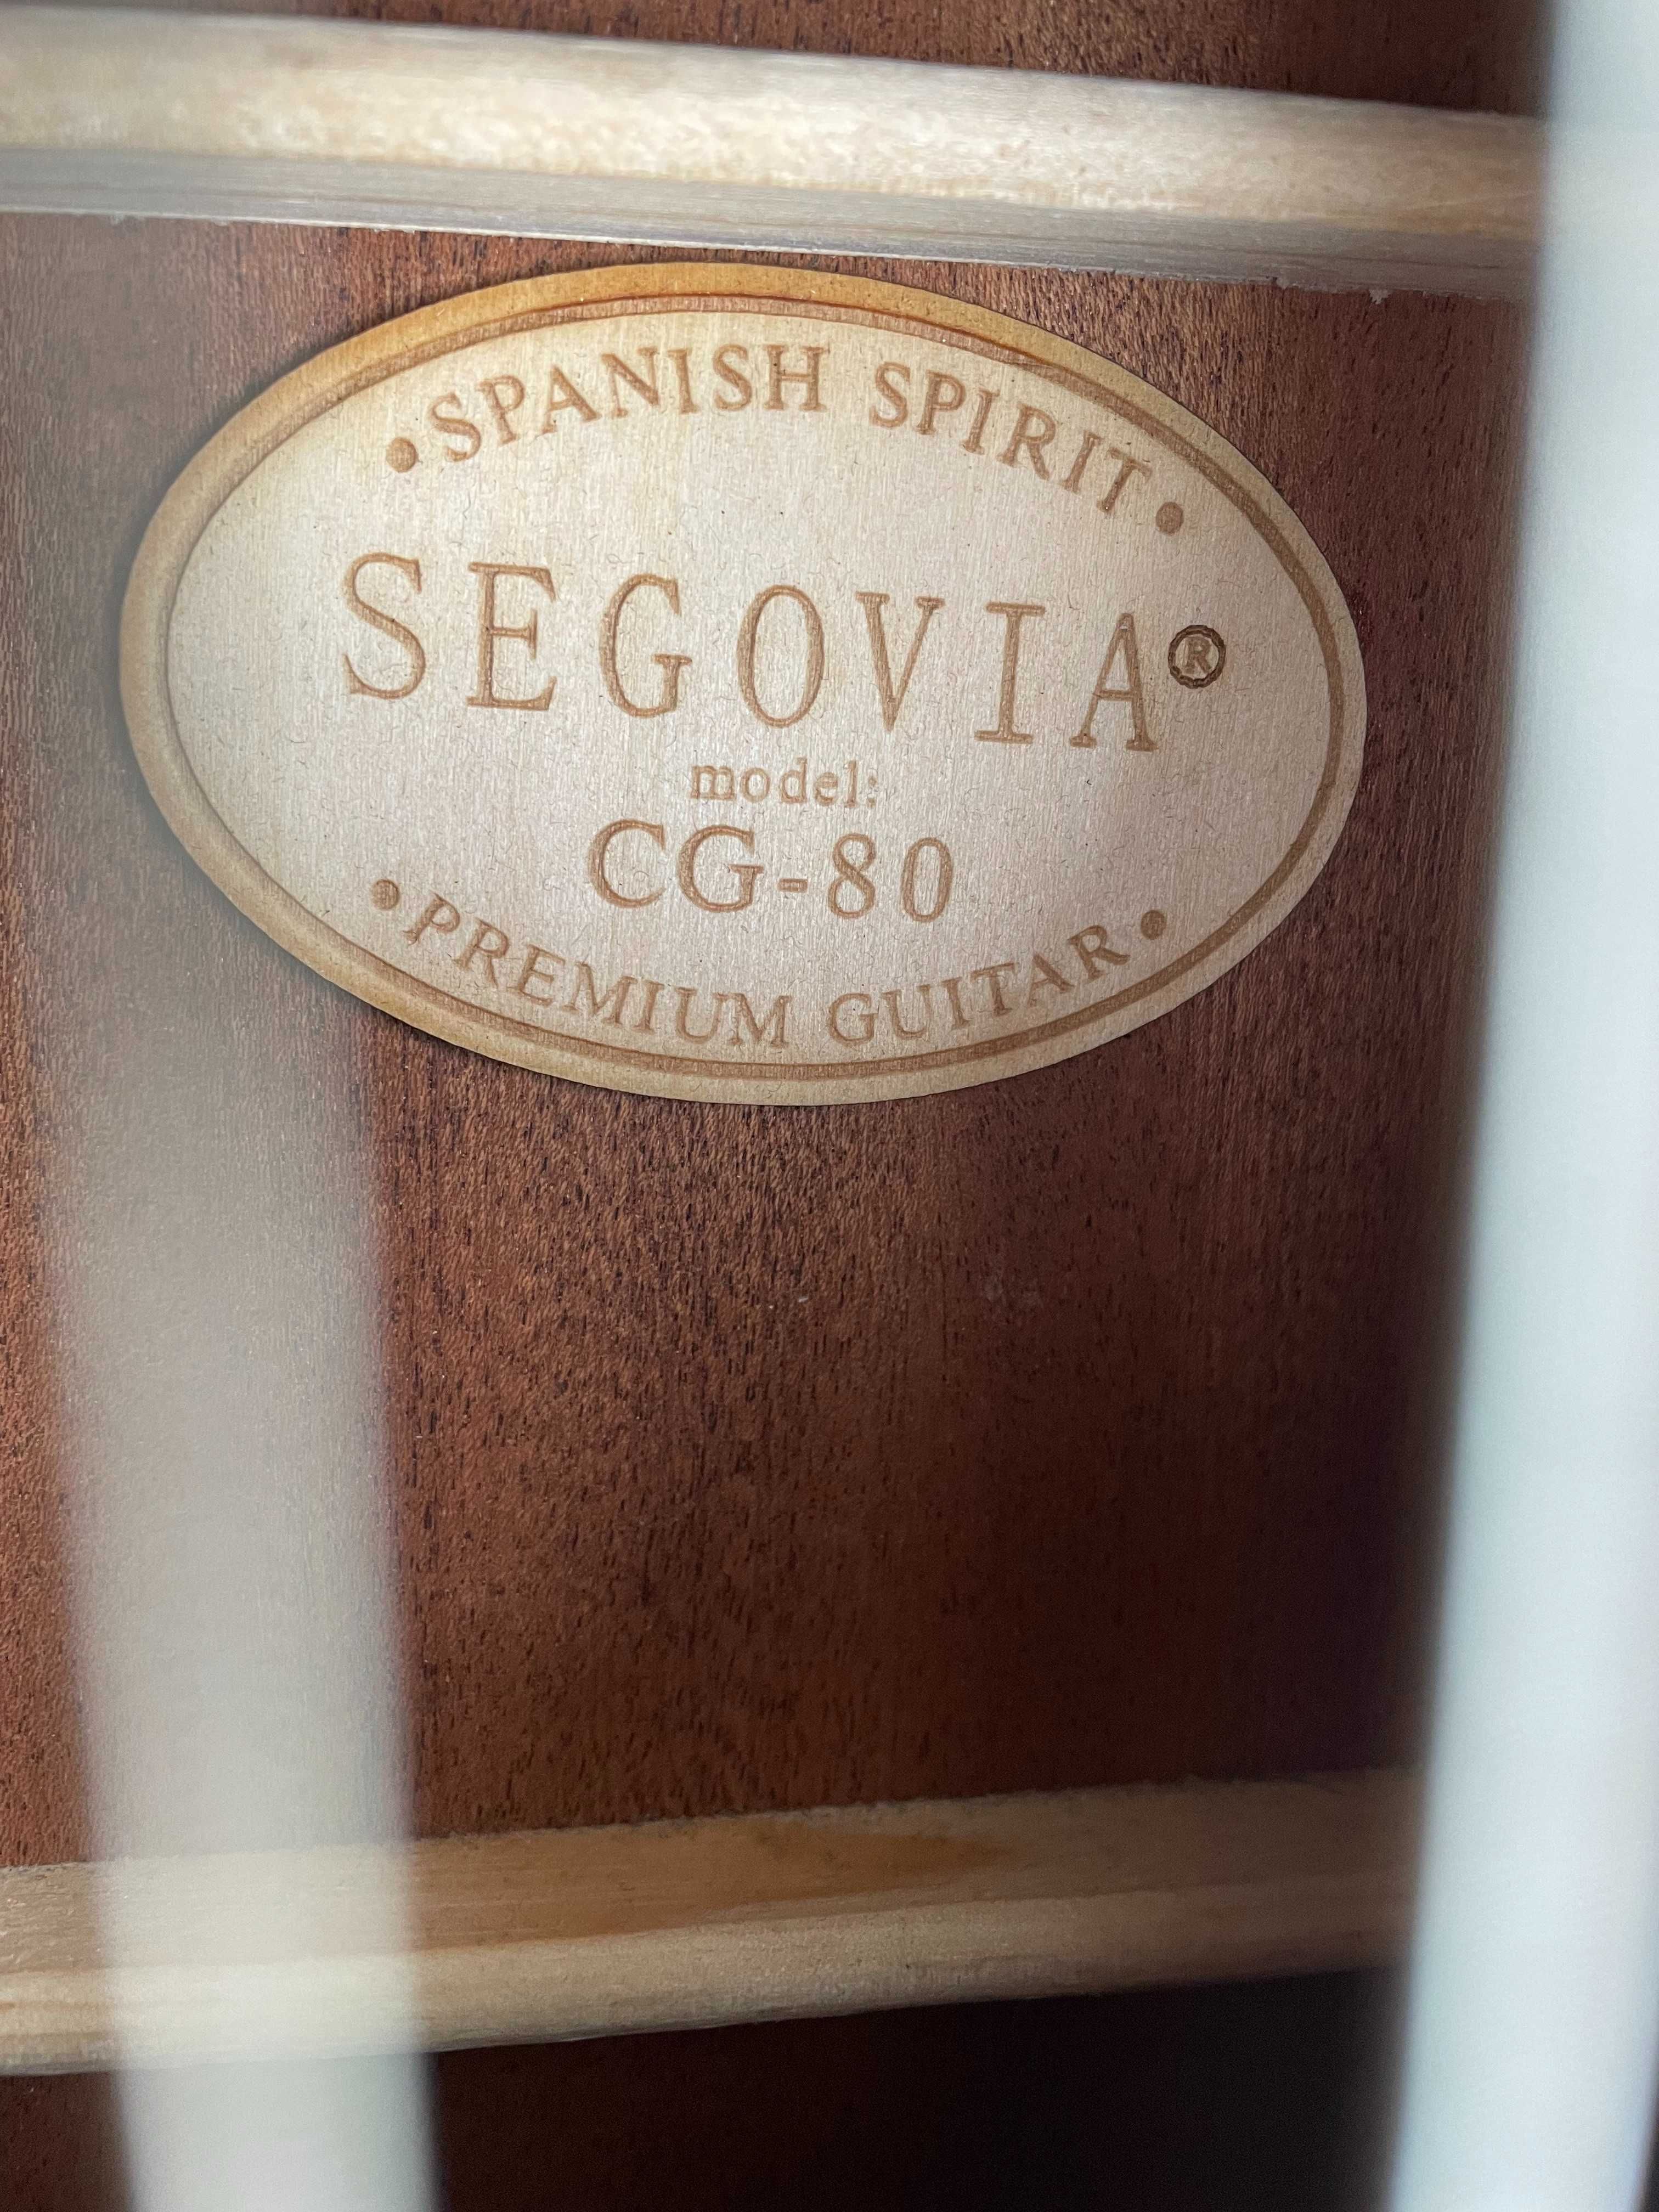 •SPANISH SPIRIT•
SEGOVIA®
model:
CG-80
•PREMIUM GUITAR•